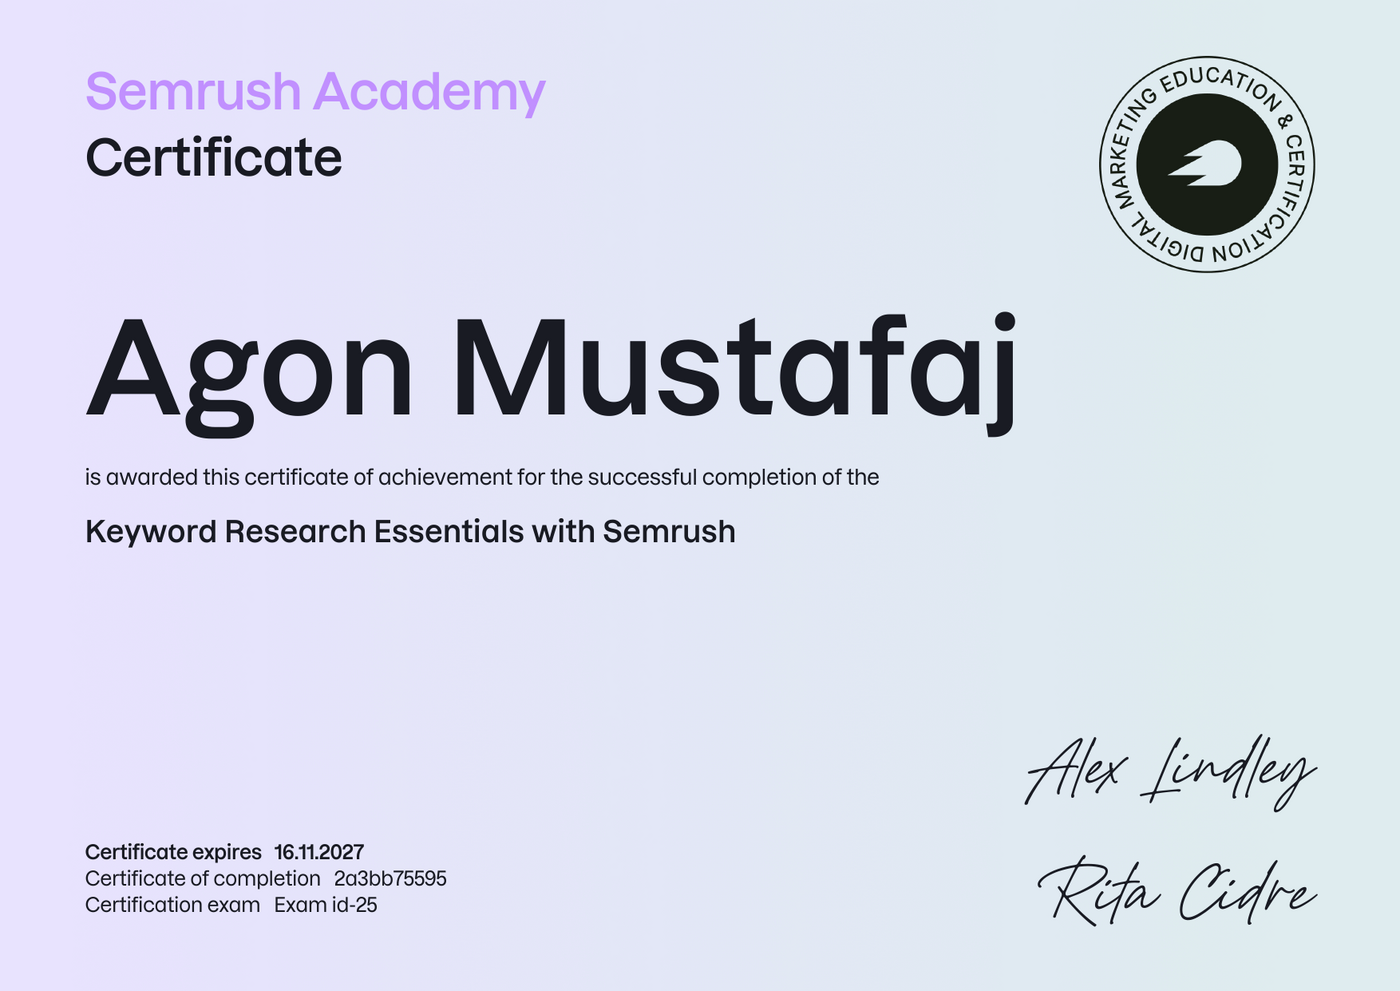 Semrush Academy
Certificate
DIGITAL MARKETING EDUCATION & CERTIFICATION
Agon Mustafaj
is awarded this certificate of achievement for the successful completion of the
Keyword Research Essentials with Semrush
Alex Lindley
Rita Cidre
Certificate expires 16.11.2027
Certificate of completion 2a3bb75595
Certification exam Exam id-25